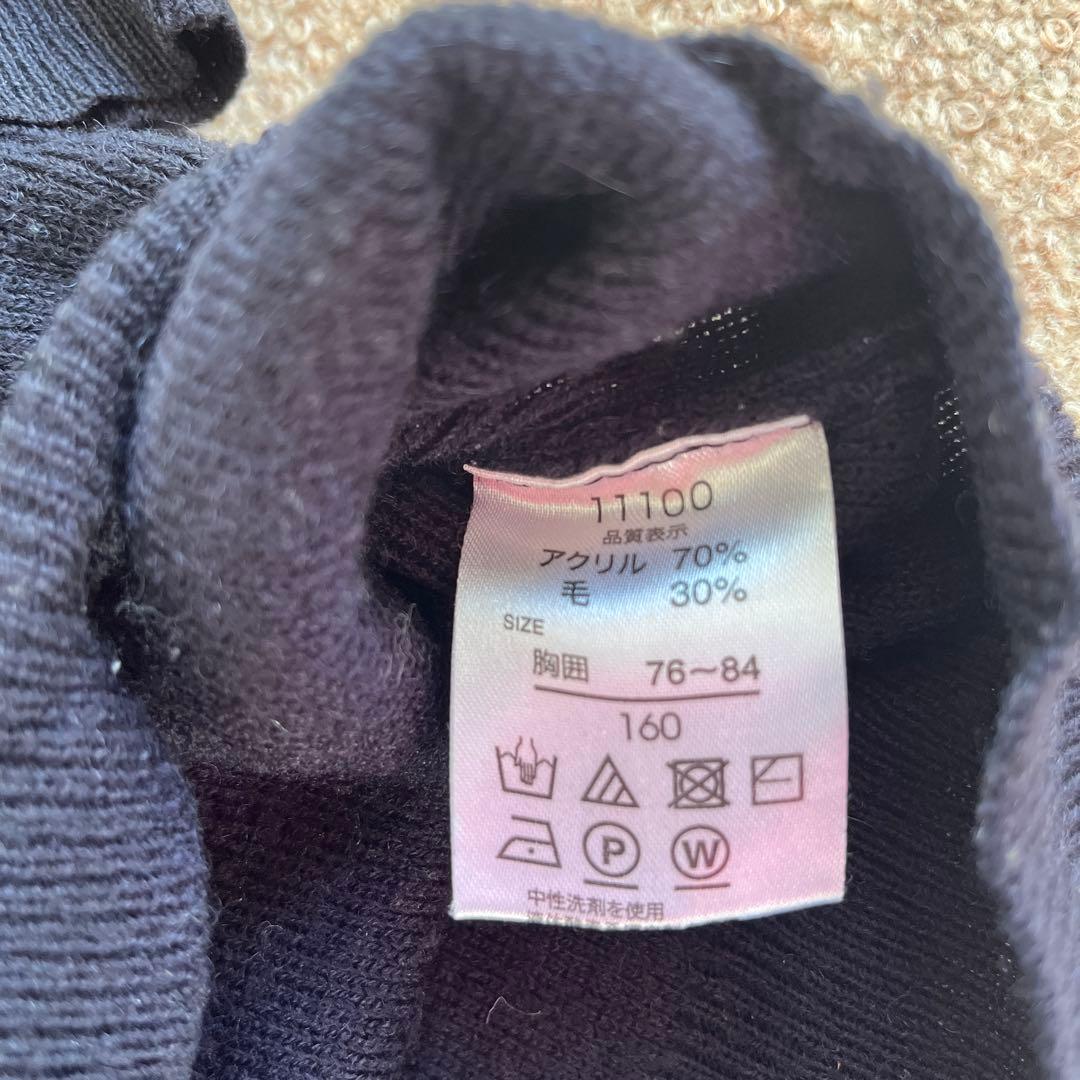 11100
品質表示
アクリル 70%
毛 30%
SIZE
胸囲 76～84
160
P W
中性洗剤を使用